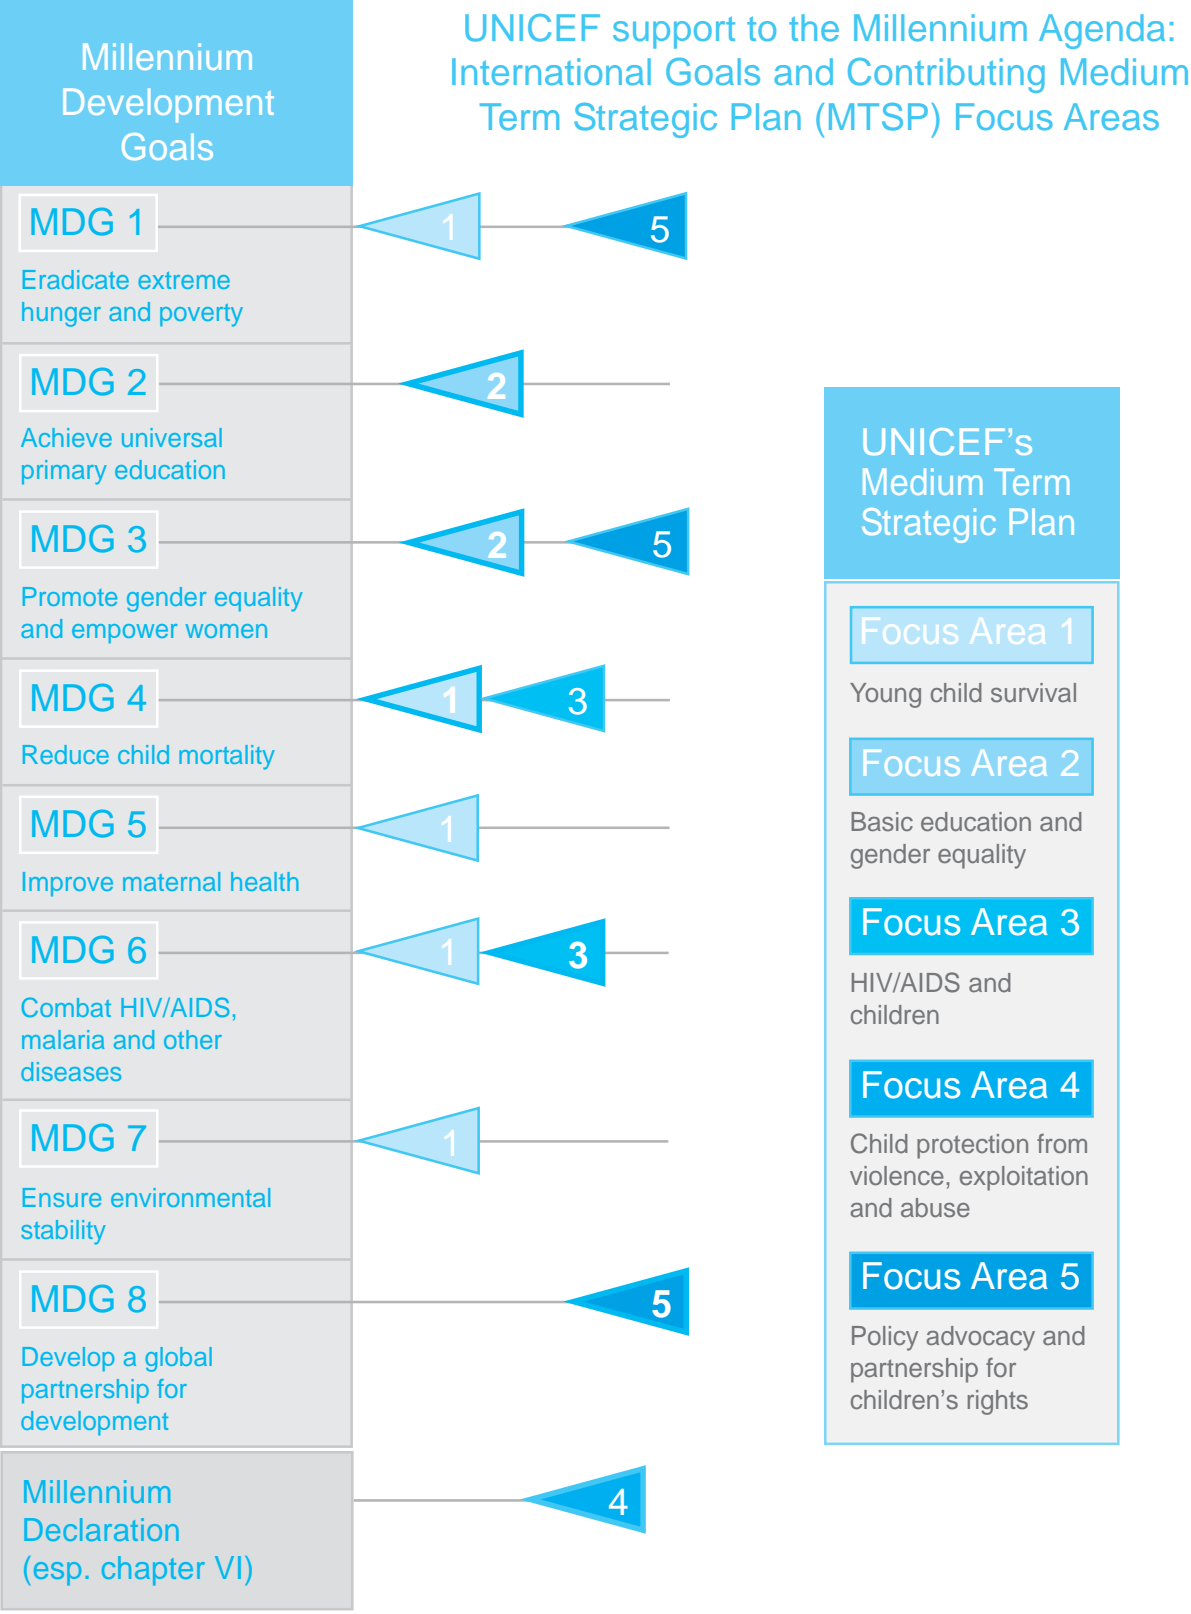 Millennium
Development
Goals
UNICEF support to the Millennium Agenda:
International Goals and Contributing Medium
Term Strategic Plan (MTSP) Focus Areas
MDG 1
1
5
Eradicate extreme
hunger and poverty
MDG 2
2
Achieve universal
primary education
MDG 3
2
5
Promote gender equality
and empower women
MDG 4
1
3
Reduce child mortality
MDG 5
1
Improve maternal health
MDG 6
1
3
Combat HIV/AIDS,
malaria and other
diseases
MDG 7
1
Ensure environmental
stability
MDG 8
5
Develop a global
partnership for
development
Millennium
Declaration
(esp. chapter VI)
4
UNICEF’s
Medium Term
Strategic Plan
Focus Area 1
Young child survival
Focus Area 2
Basic education and
gender equality
Focus Area 3
HIV/AIDS and
children
Focus Area 4
Child protection from
violence, exploitation
and abuse
Focus Area 5
Policy advocacy and
partnership for
children’s rights